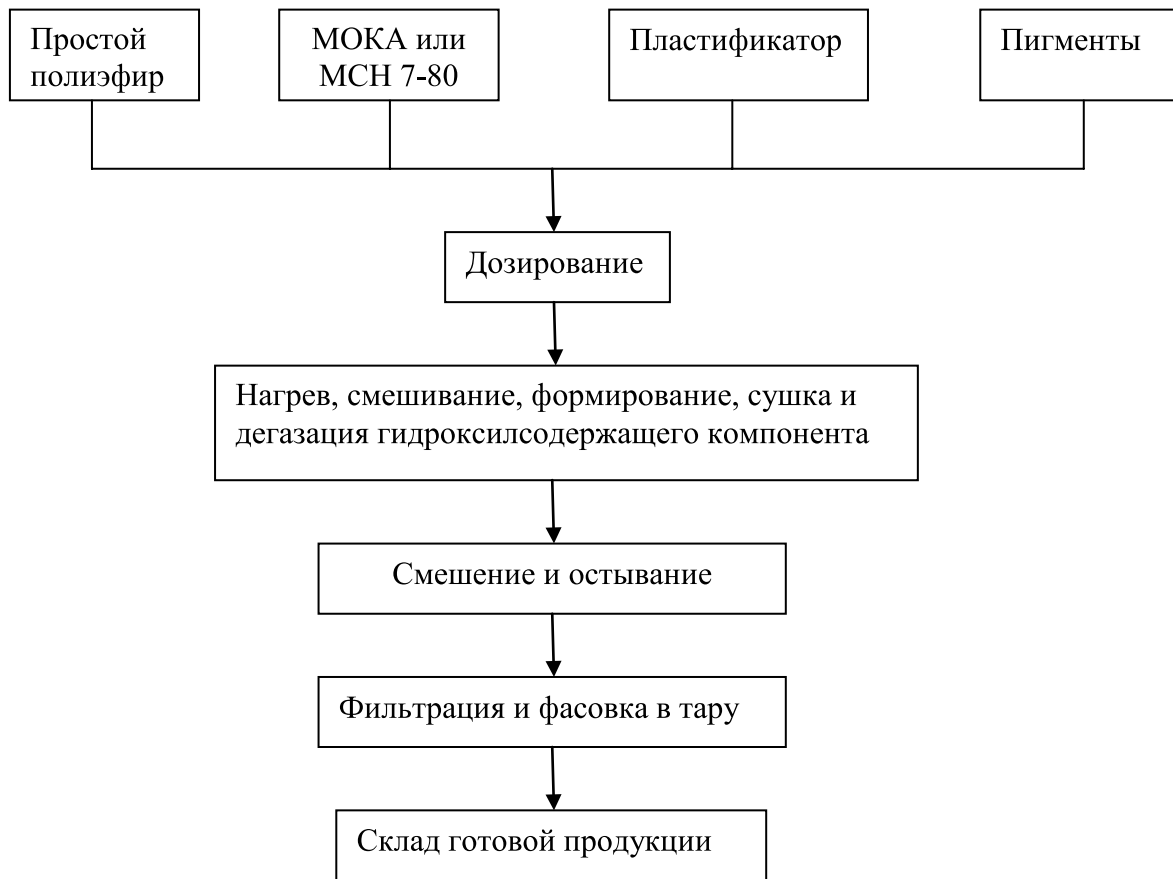 Простой
полиэфир
МОКА или
МСН 7-80
Пластификатор
Пигменты
Дозирование
Нагрев, смешивание, формирование, сушка и
дегазация гидроксилсодержащего компонента
Смешение и остывание
Фильтрация и фасовка в тару
Склад готовой продукции